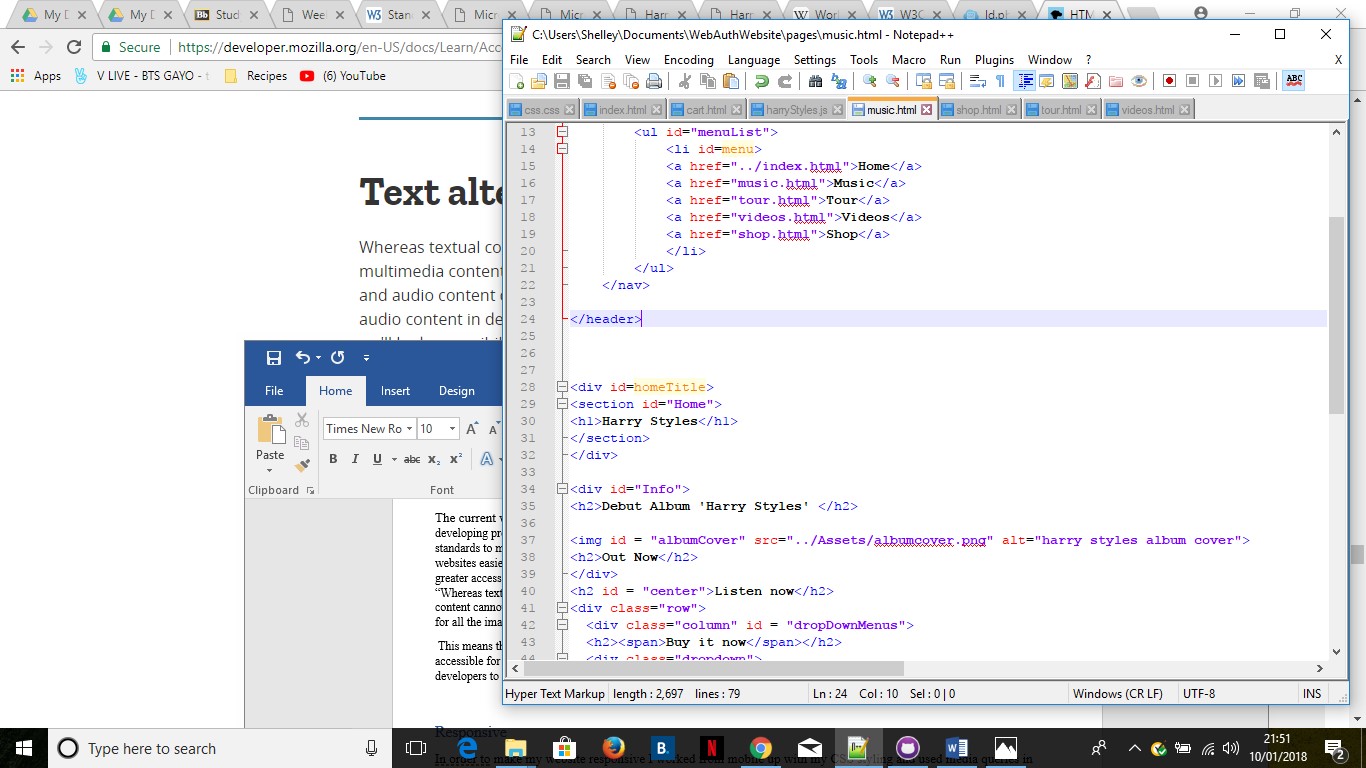 My D
My D
Stud
Wee
Stan
Micr
Micr
Harr
Harr
Worl
W3C
Id.ph
HTM
Secure
https://developer.mozilla.org/en-US/docs/Learn/Acc
Apps
V LIVE - BTS GAYO - t
Recipes
(6) YouTube
Text alte
Whereas textual co
multimedia content
and audio content
audio content in de
C:\Users\Shelley\Documents\WebAuthWebsite\pages\music.html - Notepad++
File Edit Search View Encoding Language Settings Tools Macro Run Plugins Window ? X
css.css index.html cart.html harryStyles.js music.html shop.html tour.html videos.html
13 <ul id="menuList">
14 <li id=menu>
15 <a href="../index.html">Home</a>
16 <a href="music.html">Music</a>
17 <a href="tour.html">Tour</a>
18 <a href="videos.html">Videos</a>
19 <a href="shop.html">Shop</a>
20 </li>
21 </ul>
22 </nav>
23
24 </header>
25
26
27
28 <div id=homeTitle>
29 <section id="Home">
30 <h1>Harry Styles</h1>
31 </section>
32 </div>
33
34 <div id="Info">
35 <h2>Debut Album 'Harry Styles' </h2>
36
37 <img id = "albumCover" src="../Assets/albumcover.png" alt="harry styles album cover">
38 <h2>Out Now</h2>
39 </div>
40 <h2 id = "center">Listen now</h2>
41 <div class="row">
42 <div class="column" id = "dropDownMenus">
43 <h2><span>Buy it now</span></h2>
44 <div class="dropdown">
Hyper Text Markup length : 2,697 lines : 79 Ln : 24 Col : 10 Sel : 0 | 0 Windows (CR LF) UTF-8 INS
File Home Insert Design
Times New Ro 10
Paste
B I U abc x₂ x² A
Clipboard Font
The current v
developing pr
standards to m
websites easie
greater access
“Whereas text
content canno
for all the ima
This means th
accessible for
developers to
Responsive
In order to make my website responsive I worked from mobile up with my CSS styling and used media queries in
Type here to search
21:51
10/01/2018